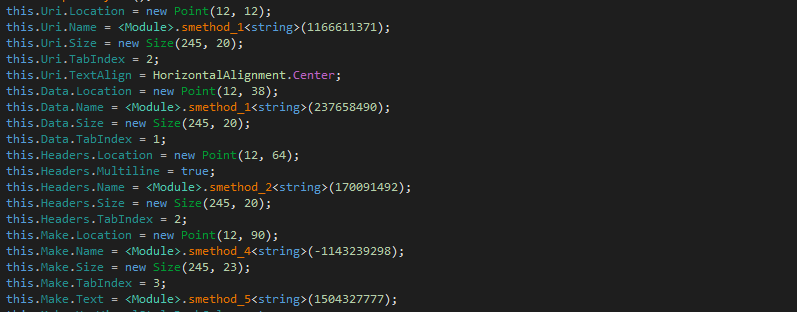 this.Uri.Location = new Point(12, 12);
this.Uri.Name = <Module>.smethod_1<string>(1166611371);
this.Uri.Size = new Size(245, 20);
this.Uri.TabIndex = 2;
this.Uri.TextAlign = HorizontalAlignment.Center;
this.Data.Location = new Point(12, 38);
this.Data.Name = <Module>.smethod_1<string>(237658490);
this.Data.Size = new Size(245, 20);
this.Data.TabIndex = 1;
this.Headers.Location = new Point(12, 64);
this.Headers.Multiline = true;
this.Headers.Name = <Module>.smethod_2<string>(170091492);
this.Headers.Size = new Size(245, 20);
this.Headers.TabIndex = 2;
this.Make.Location = new Point(12, 90);
this.Make.Name = <Module>.smethod_4<string>(-1143239298);
this.Make.Size = new Size(245, 23);
this.Make.TabIndex = 3;
this.Make.Text = <Module>.smethod_5<string>(1504327777);